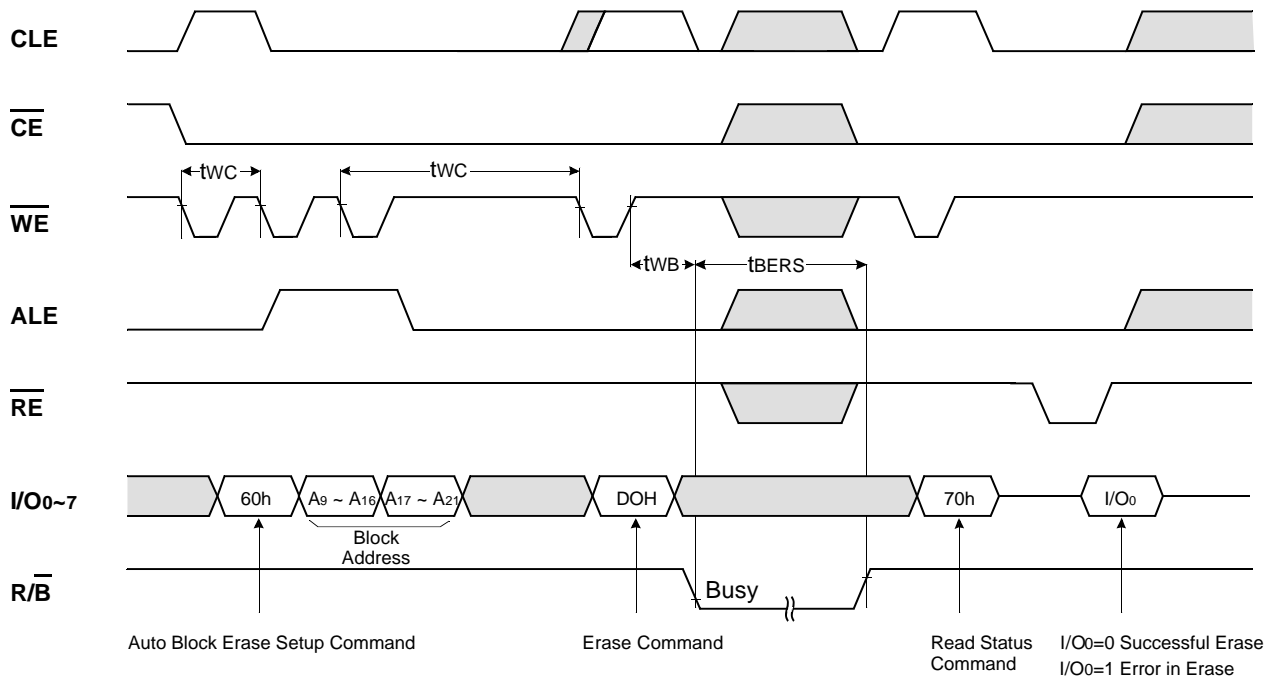 CLE
CE
tWC
tWC
WE
tWB
tBERS
ALE
RE
I/O0~7
60h
A9 ~ A16
A17 ~ A21
DOH
70h
I/O0
Block
Address
R/B
Busy
Auto Block Erase Setup Command
Erase Command
Read Status
Command
I/O0=0 Successful Erase
I/O0=1 Error in Erase